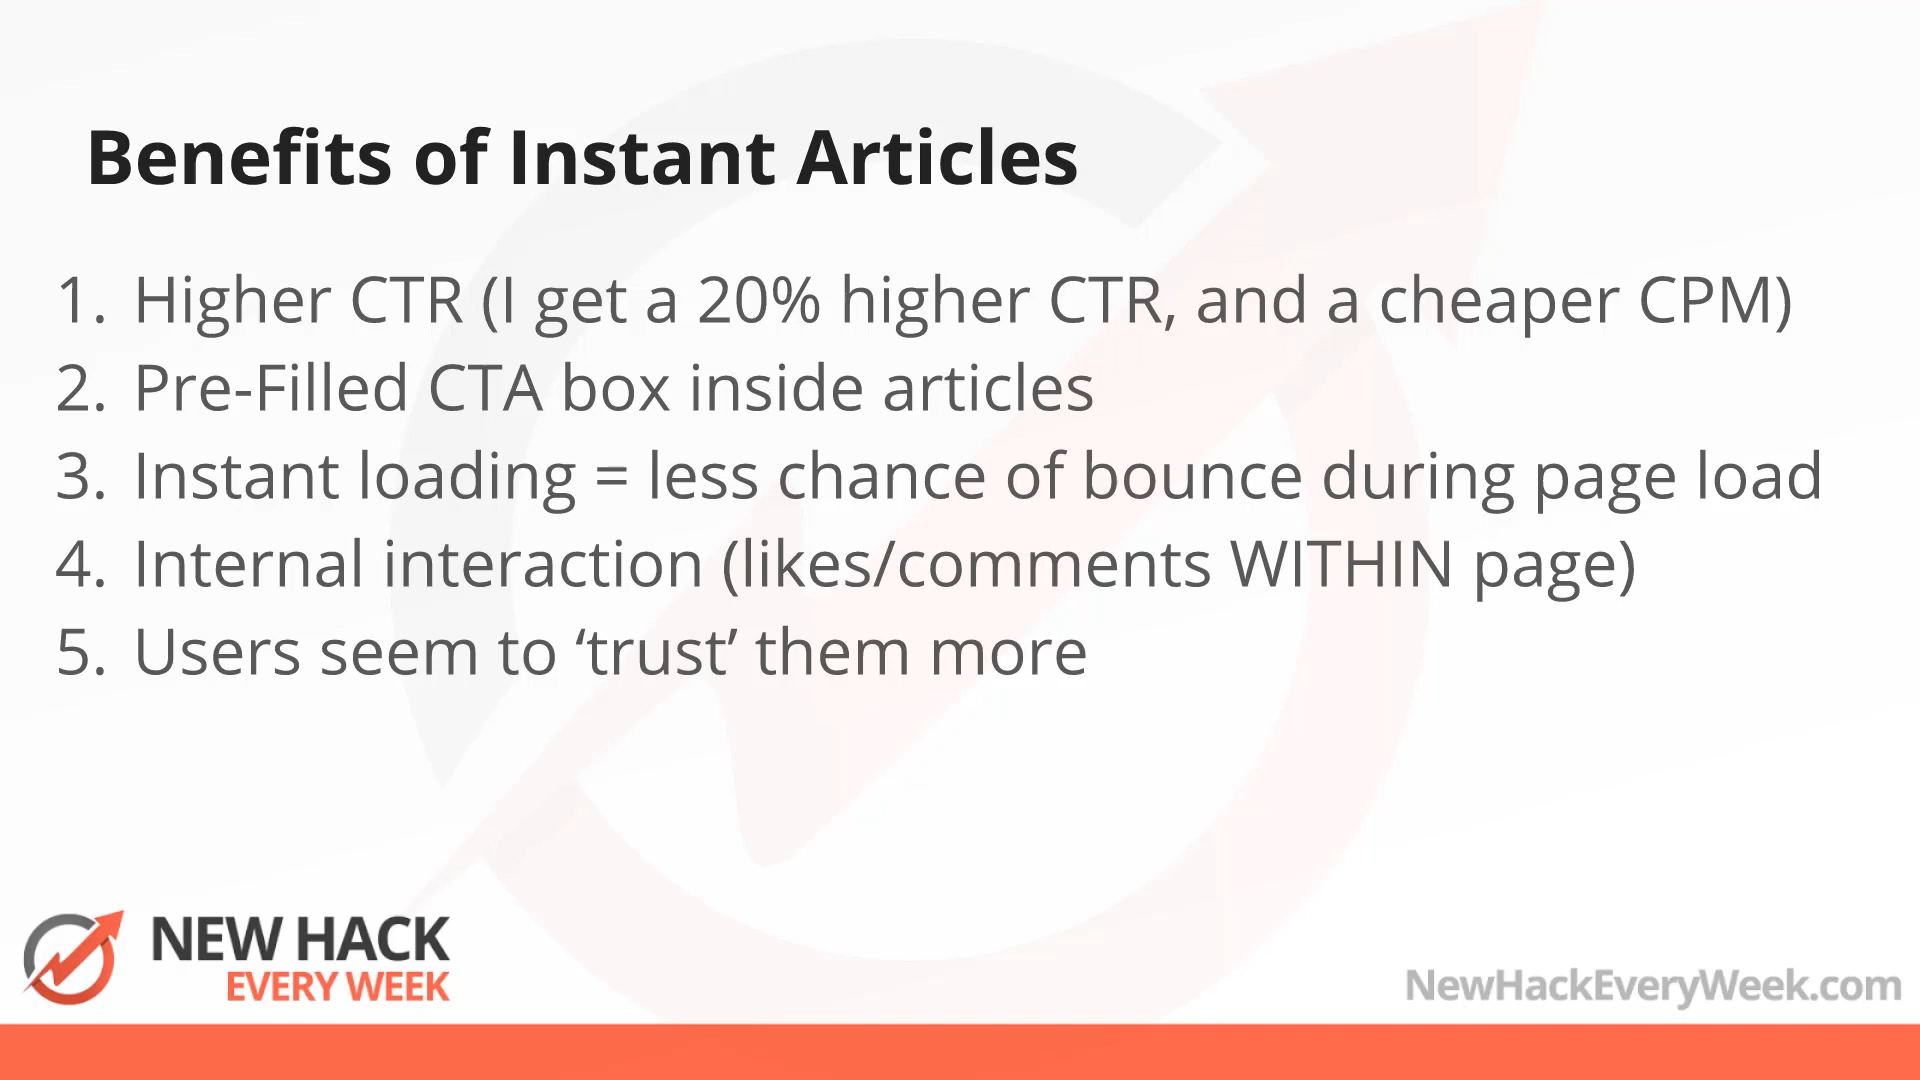 Benefits of Instant Articles
1. Higher CTR (I get a 20% higher CTR, and a cheaper CPM)
2. Pre-Filled CTA box inside articles
3. Instant loading = less chance of bounce during page load
4. Internal interaction (likes/comments WITHIN page)
5. Users seem to ‘trust’ them more
NEW HACK
EVERY WEEK
NewHackEveryWeek.com